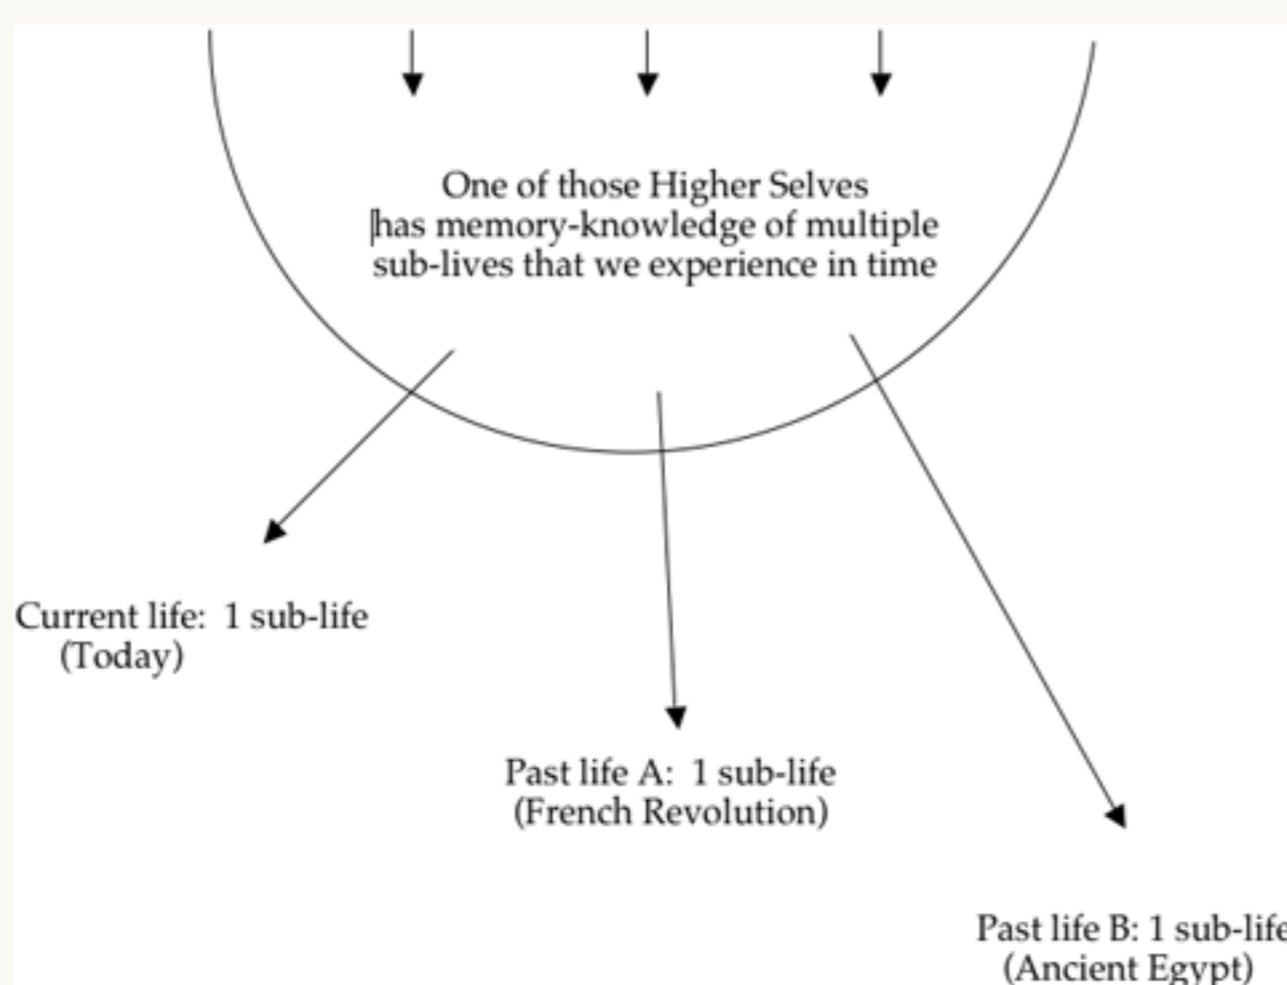 One of those Higher Selves
has memory-knowledge of multiple
sub-lives that we experience in time
Current life: 1 sub-life
(Today)
Past life A: 1 sub-life
(French Revolution)
Past life B: 1 sub-life
(Ancient Egypt)